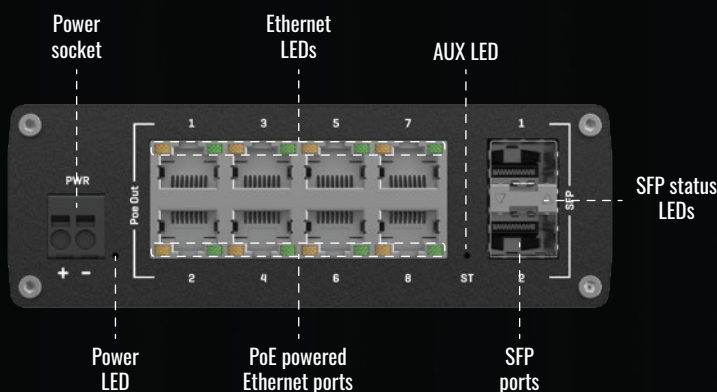 Power
socket
Ethernet
LEDs
AUX LED
1 3 5 7 1
PWR
Poe Out
SFP
SFP status
LEDs
+ -
2 4 6 8 ST 2
Power
LED
PoE powered
Ethernet ports
SFP
ports